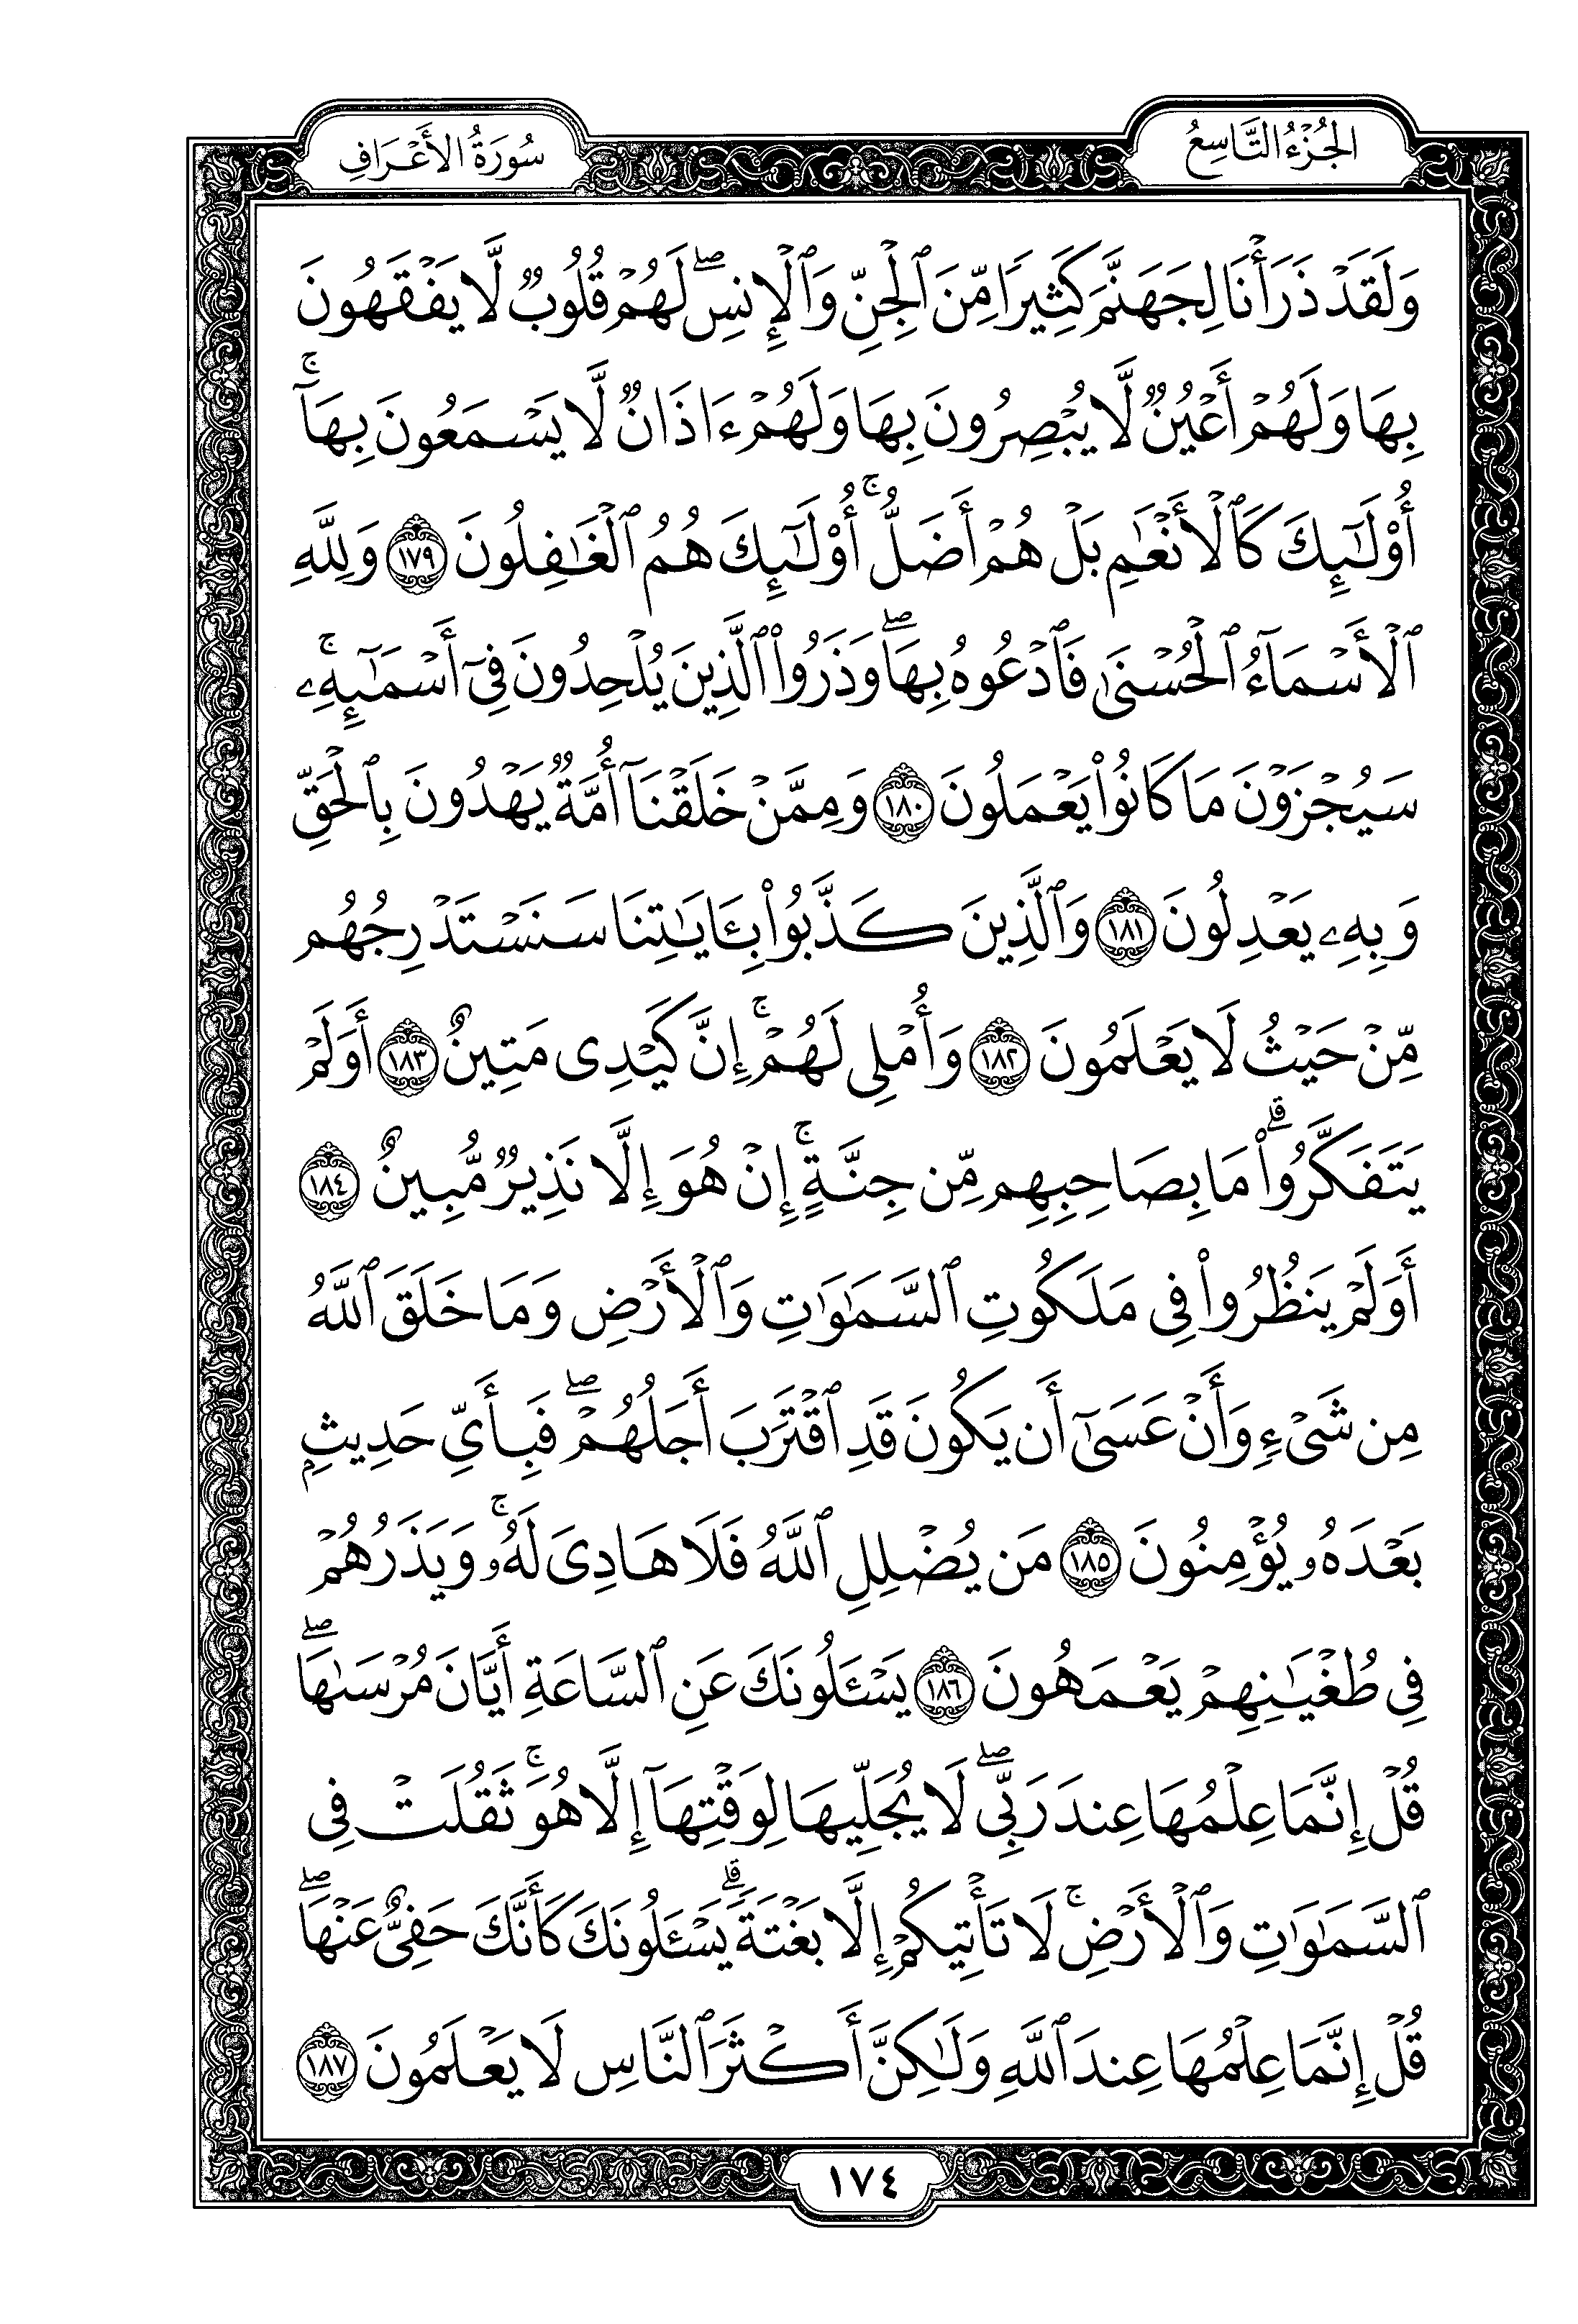 الجُزْءُ التَّاسِعُ
سُورَةُ الأَعْرَافِ
وَلَقَدْ ذَرَأْنَا لِجَهَنَّمَ كَثِيرًا مِّنَ ٱلْجِنِّ وَٱلْإِنسِ ۖ لَهُمْ قُلُوبٌ لَّا يَفْقَهُونَ
بِهَا وَلَهُمْ أَعْيُنٌ لَّا يُبْصِرُونَ بِهَا وَلَهُمْ ءَاذَانٌ لَّا يَسْمَعُونَ بِهَآ ۚ
أُو۟لَـٰٓئِكَ كَٱلْأَنْعَـٰمِ بَلْ هُمْ أَضَلُّ ۚ أُو۟لَـٰٓئِكَ هُمُ ٱلْغَـٰفِلُونَ ١٧٩ وَلِلَّهِ
ٱلْأَسْمَآءُ ٱلْحُسْنَىٰ فَٱدْعُوهُ بِهَا ۖ وَذَرُوا۟ ٱلَّذِينَ يُلْحِدُونَ فِىٓ أَسْمَـٰٓئِهِۦ ۚ
سَيُجْزَوْنَ مَا كَانُوا۟ يَعْمَلُونَ ١٨٠ وَمِمَّنْ خَلَقْنَآ أُمَّةٌ يَهْدُونَ بِٱلْحَقِّ
وَبِهِۦ يَعْدِلُونَ ١٨١ وَٱلَّذِينَ كَذَّبُوا۟ بِـَٔايَـٰتِنَا سَنَسْتَدْرِجُهُم
مِّنْ حَيْثُ لَا يَعْلَمُونَ ١٨٢ وَأُمْلِى لَهُمْ ۚ إِنَّ كَيْدِى مَتِينٌ ١٨٣ أَوَلَمْ
يَتَفَكَّرُوا۟ ۗ مَا بِصَاحِبِهِم مِّن جِنَّةٍ ۚ إِنْ هُوَ إِلَّا نَذِيرٌ مُّبِينٌ ١٨٤
أَوَلَمْ يَنظُرُوا۟ فِى مَلَكُوتِ ٱلسَّمَـٰوَٰتِ وَٱلْأَرْضِ وَمَا خَلَقَ ٱللَّهُ
مِن شَىْءٍ وَأَنْ عَسَىٰٓ أَن يَكُونَ قَدِ ٱقْتَرَبَ أَجَلُهُمْ ۖ فَبِأَىِّ حَدِيثٍۭ
بَعْدَهُۥ يُؤْمِنُونَ ١٨٥ مَن يُضْلِلِ ٱللَّهُ فَلَا هَادِىَ لَهُۥ ۚ وَيَذَرُهُمْ
فِى طُغْيَـٰنِهِمْ يَعْمَهُونَ ١٨٦ يَسْـَٔلُونَكَ عَنِ ٱلسَّاعَةِ أَيَّانَ مُرْسَىٰهَا ۖ
قُلْ إِنَّمَا عِلْمُهَا عِندَ رَبِّى ۖ لَا يُجَلِّيهَا لِوَقْتِهَآ إِلَّا هُوَ ۚ ثَقُلَتْ فِى
ٱلسَّمَـٰوَٰتِ وَٱلْأَرْضِ ۚ لَا تَأْتِيكُمْ إِلَّا بَغْتَةً ۗ يَسْـَٔلُونَكَ كَأَنَّكَ حَفِىٌّ عَنْهَا ۖ
قُلْ إِنَّمَا عِلْمُهَا عِندَ ٱللَّهِ وَلَـٰكِنَّ أَكْثَرَ ٱلنَّاسِ لَا يَعْلَمُونَ ١٨٧
١٧٤